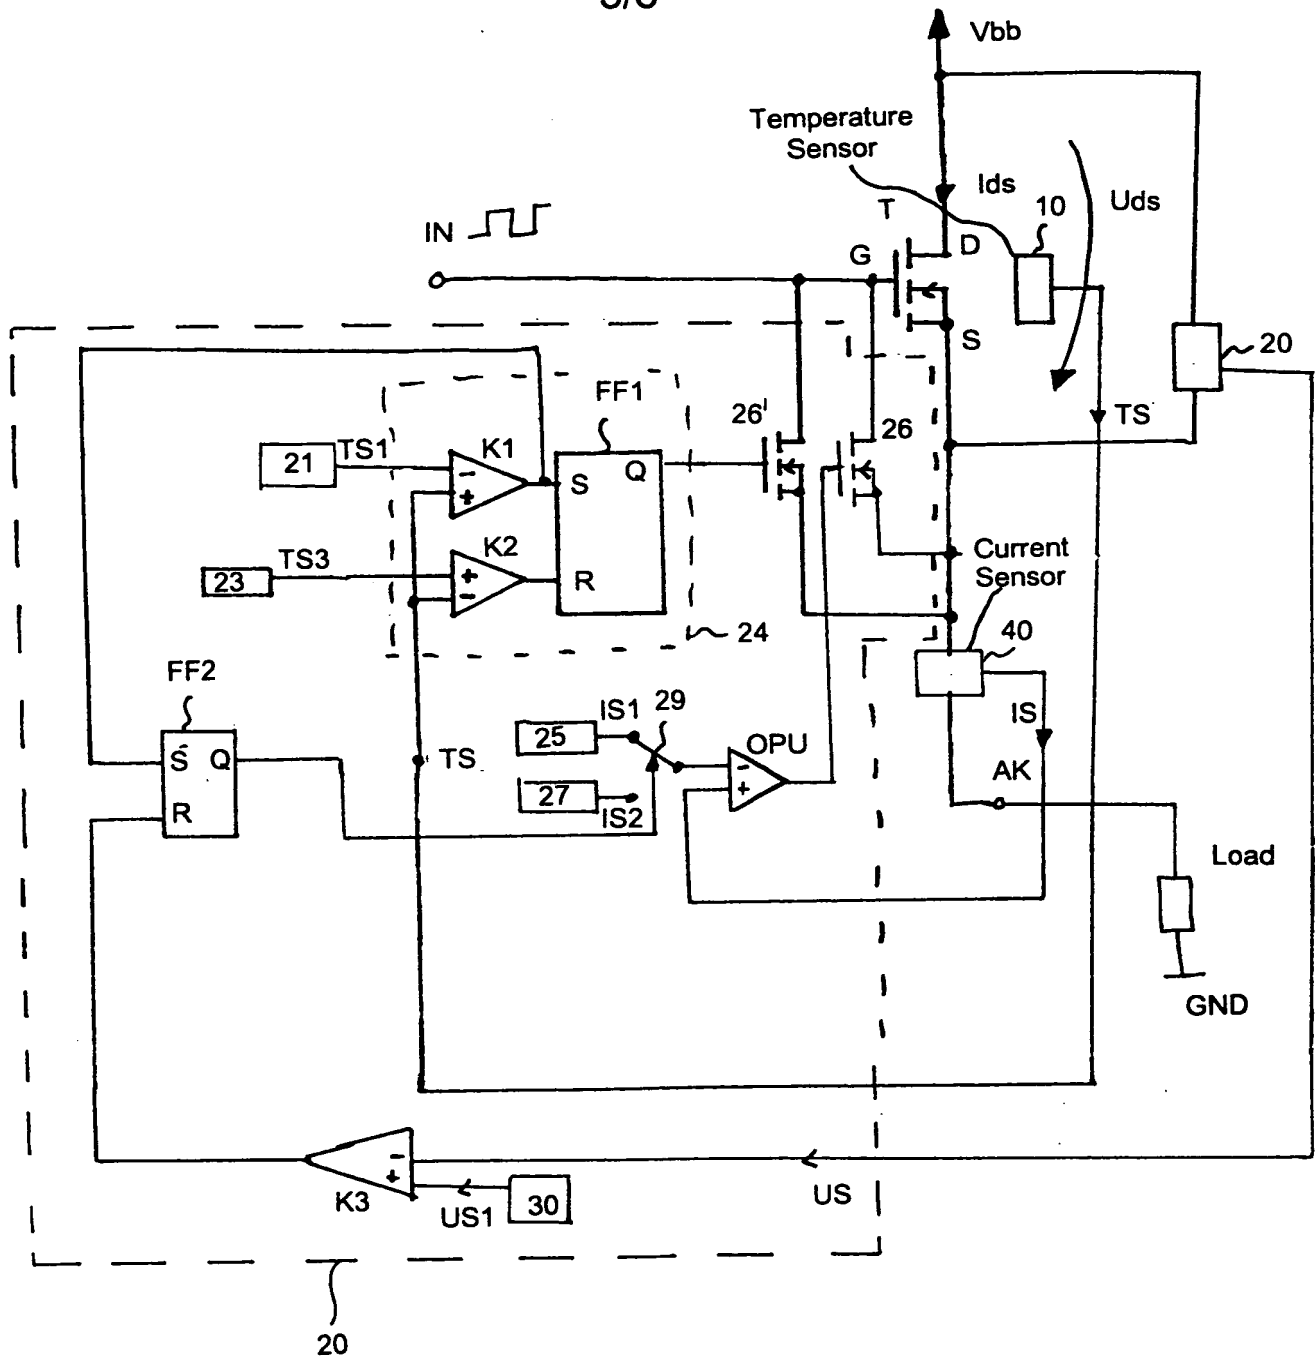 Vbb
Temperature
Sensor
Ids
T
10
Uds
IN
G
D
S
20
TS
FF1
26'
26
21
TS1
K1
S
Q
K2
TS3
23
R
Current
Sensor
24
40
FF2
IS1
29
IS
25
OPU
S
Q
TS
AK
27
IS2
R
Load
GND
K3
US1
30
US
20
-
+
+
-
-
+
-
+